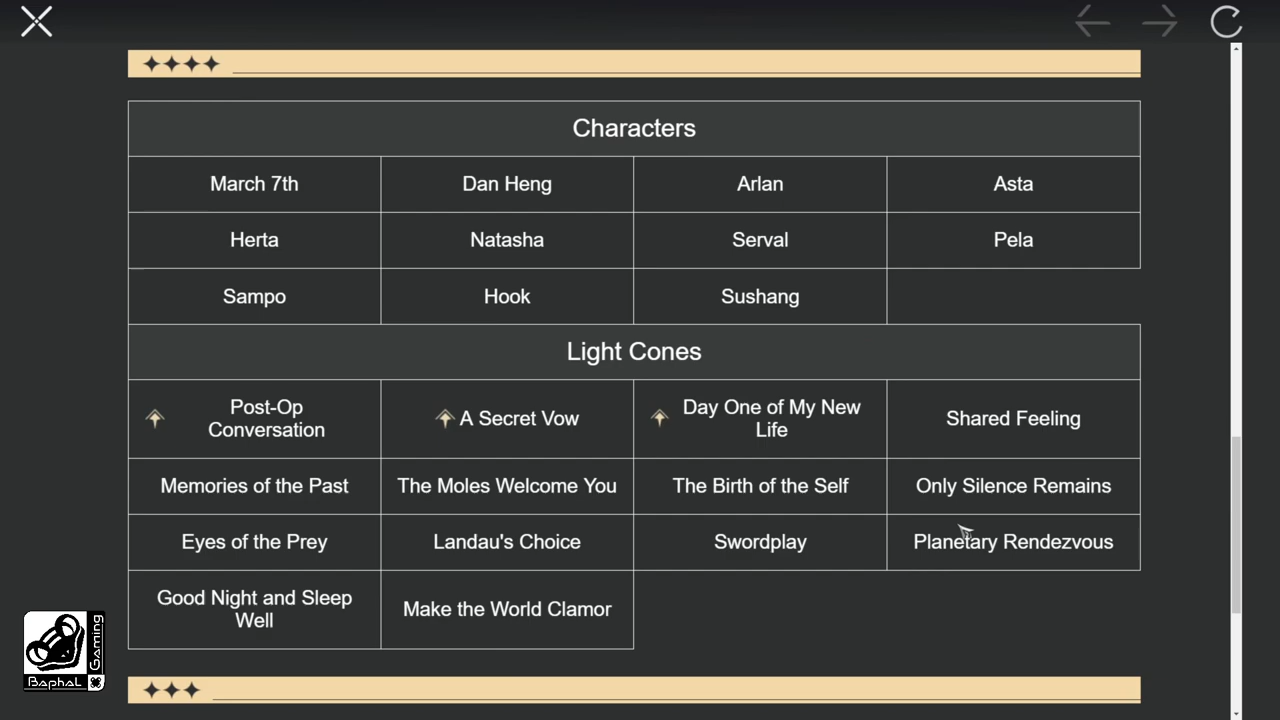 Characters
March 7th
Dan Heng
Arlan
Asta
Herta
Natasha
Serval
Pela
Sampo
Hook
Sushang
Light Cones
Post-Op
Conversation
A Secret Vow
Day One of My New
Life
Shared Feeling
Memories of the Past
The Moles Welcome You
The Birth of the Self
Only Silence Remains
Eyes of the Prey
Landau's Choice
Swordplay
Planetary Rendezvous
Good Night and Sleep
Well
Make the World Clamor
Gaming
BaphaL